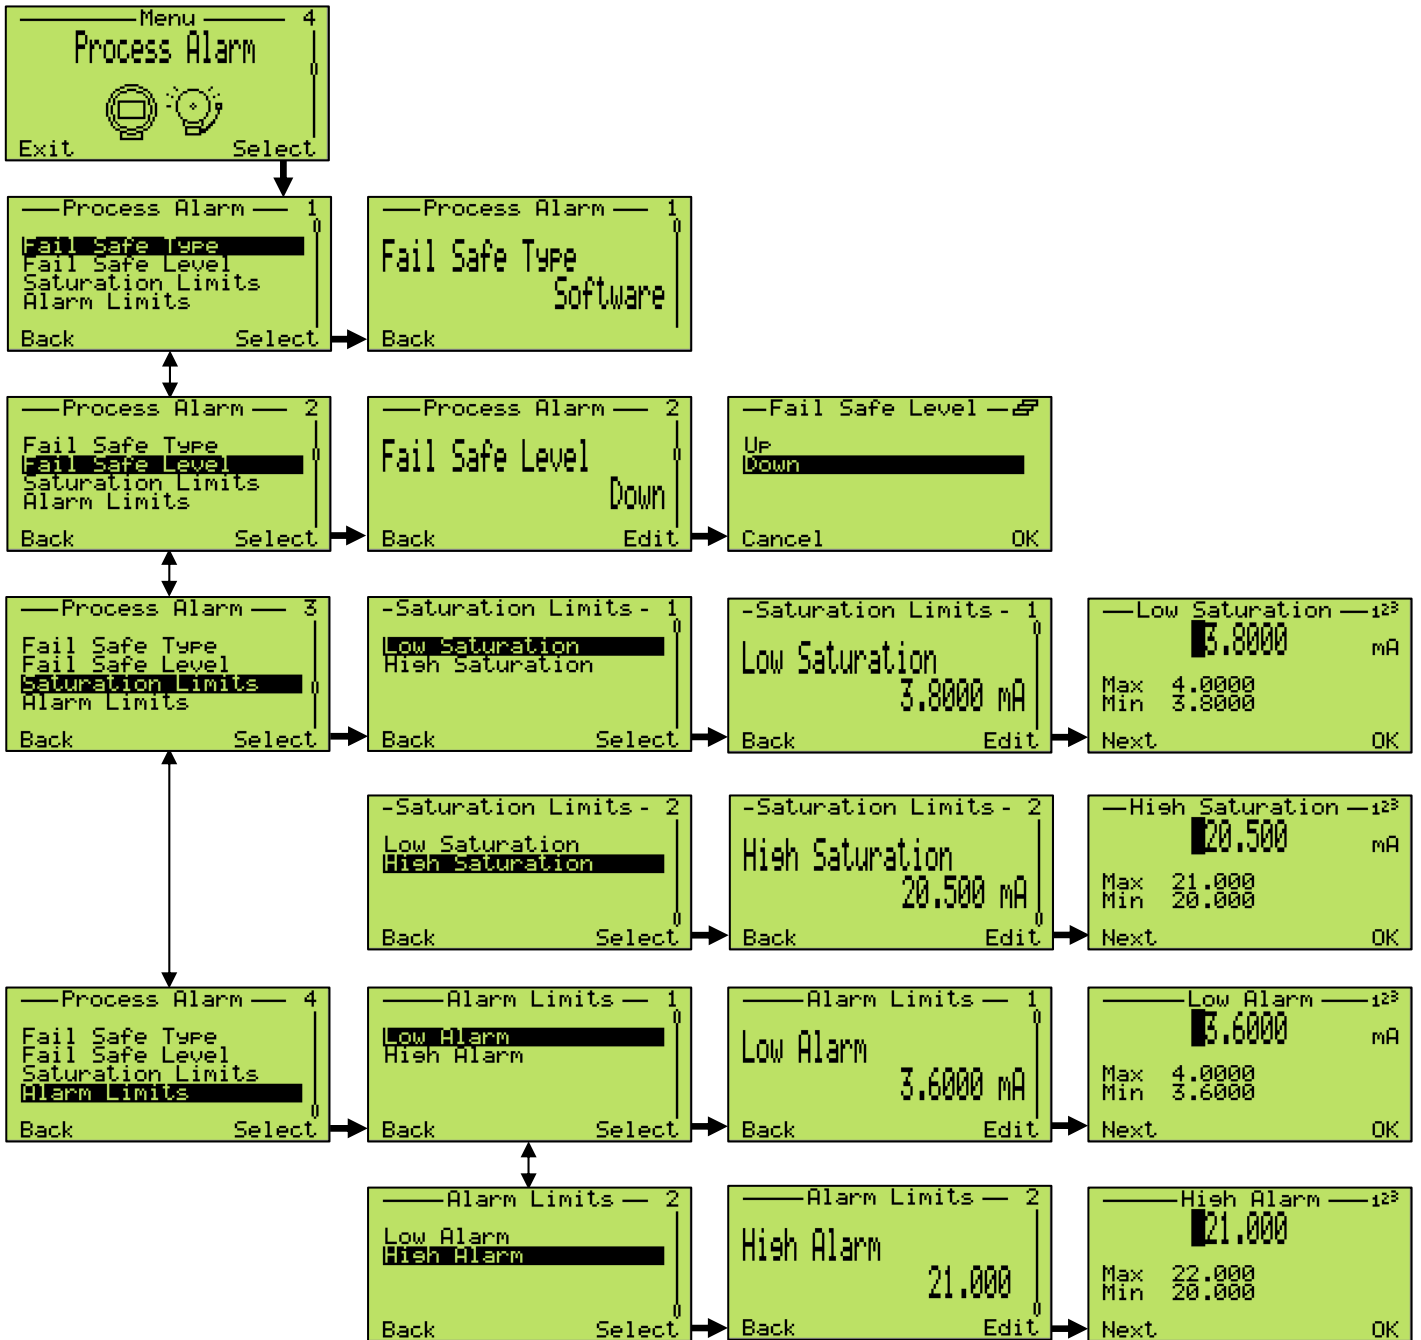 Menu 4
Process Alarm
Exit Select
Process Alarm 1
Fail Safe Type
Fail Safe Level
Saturation Limits
Alarm Limits
Back Select
Process Alarm 1
Fail Safe Type
Software
Back
Process Alarm 2
Fail Safe Type
Fail Safe Level
Saturation Limits
Alarm Limits
Back Select
Process Alarm 2
Fail Safe Level
Down
Back Edit
Fail Safe Level
Up
Down
Cancel OK
Process Alarm 3
Fail Safe Type
Fail Safe Level
Saturation Limits
Alarm Limits
Back Select
-Saturation Limits- 1
Low Saturation
High Saturation
Back Select
-Saturation Limits- 1
Low Saturation
3.8000 mA
Back Edit
Low Saturation 123
3.8000 mA
Max 4.0000
Min 3.8000
Next OK
-Saturation Limits- 2
Low Saturation
High Saturation
Back Select
-Saturation Limits- 2
High Saturation
20.500 mA
Back Edit
High Saturation 123
20.500 mA
Max 21.000
Min 20.000
Next OK
Process Alarm 4
Fail Safe Type
Fail Safe Level
Saturation Limits
Alarm Limits
Back Select
Alarm Limits 1
Low Alarm
High Alarm
Back Select
Alarm Limits 1
Low Alarm
3.6000 mA
Back Edit
Low Alarm 123
3.6000 mA
Max 4.0000
Min 3.6000
Next OK
Alarm Limits 2
Low Alarm
High Alarm
Back Select
Alarm Limits 2
High Alarm
21.000
Back Edit
High Alarm 123
21.000
Max 22.000
Min 20.000
Next OK